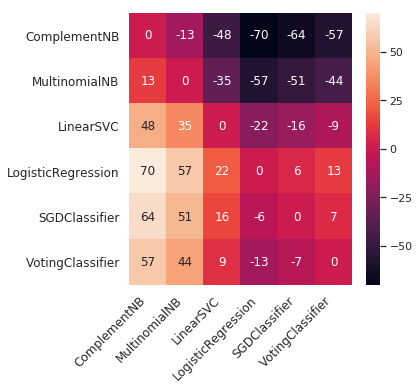 ComplementNB 0 -13 -48 -70 -64 -57
MultinomialNB 13 0 -35 -57 -51 -44
LinearSVC 48 35 0 -22 -16 -9
LogisticRegression 70 57 22 0 6 13
SGDClassifier 64 51 16 -6 0 7
VotingClassifier 57 44 9 -13 -7 0
ComplementNB MultinomialNB LinearSVC LogisticRegression SGDClassifier VotingClassifier
50
25
0
−25
−50